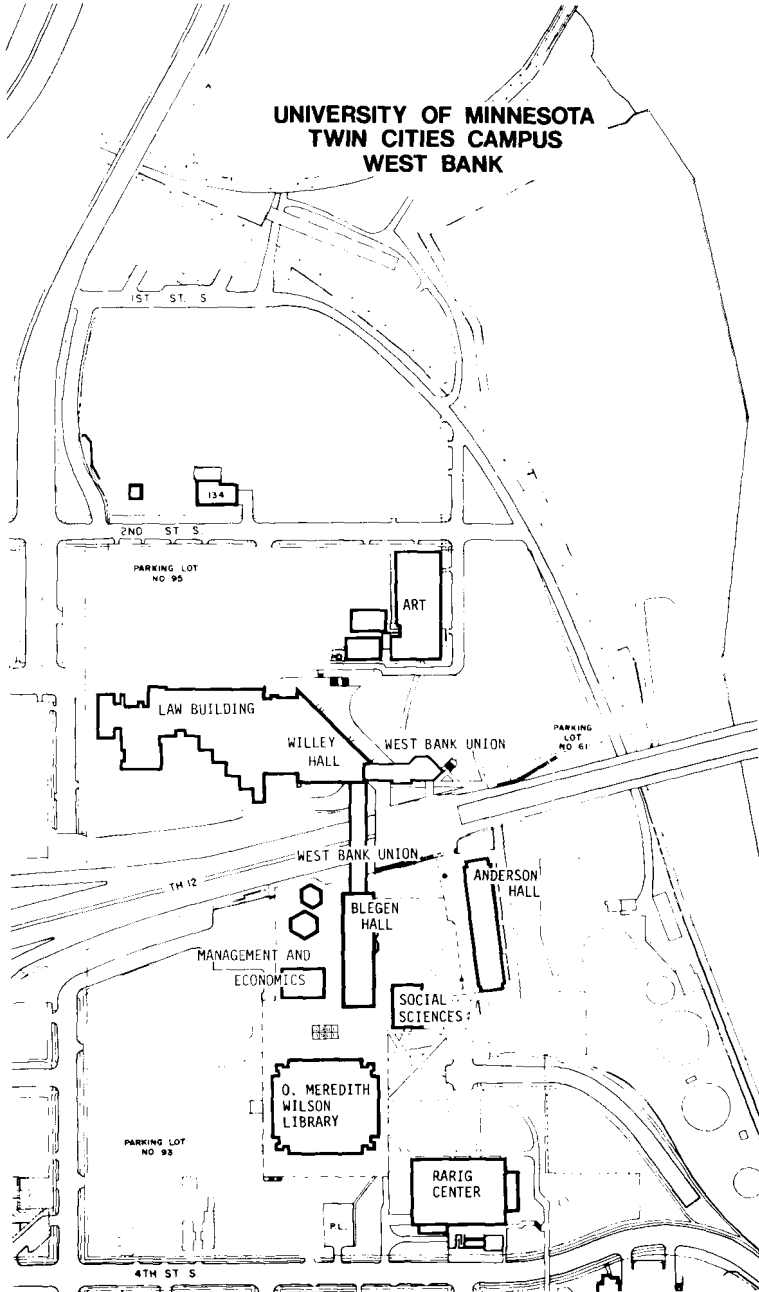 UNIVERSITY OF MINNESOTA
TWIN CITIES CAMPUS
WEST BANK
1ST ST. S
134
2ND ST S.
PARKING LOT
NO 95
ART
LAW BUILDING
WILLEY
HALL
WEST BANK UNION
PARKING
LOT
NO 61
WEST BANK UNION
TH 12
ANDERSON
HALL
BLEGEN
HALL
MANAGEMENT AND
ECONOMICS
SOCIAL
SCIENCES
O. MEREDITH
WILSON
LIBRARY
PARKING LOT
NO 93
RARIG
CENTER
P.L.
4TH ST S.